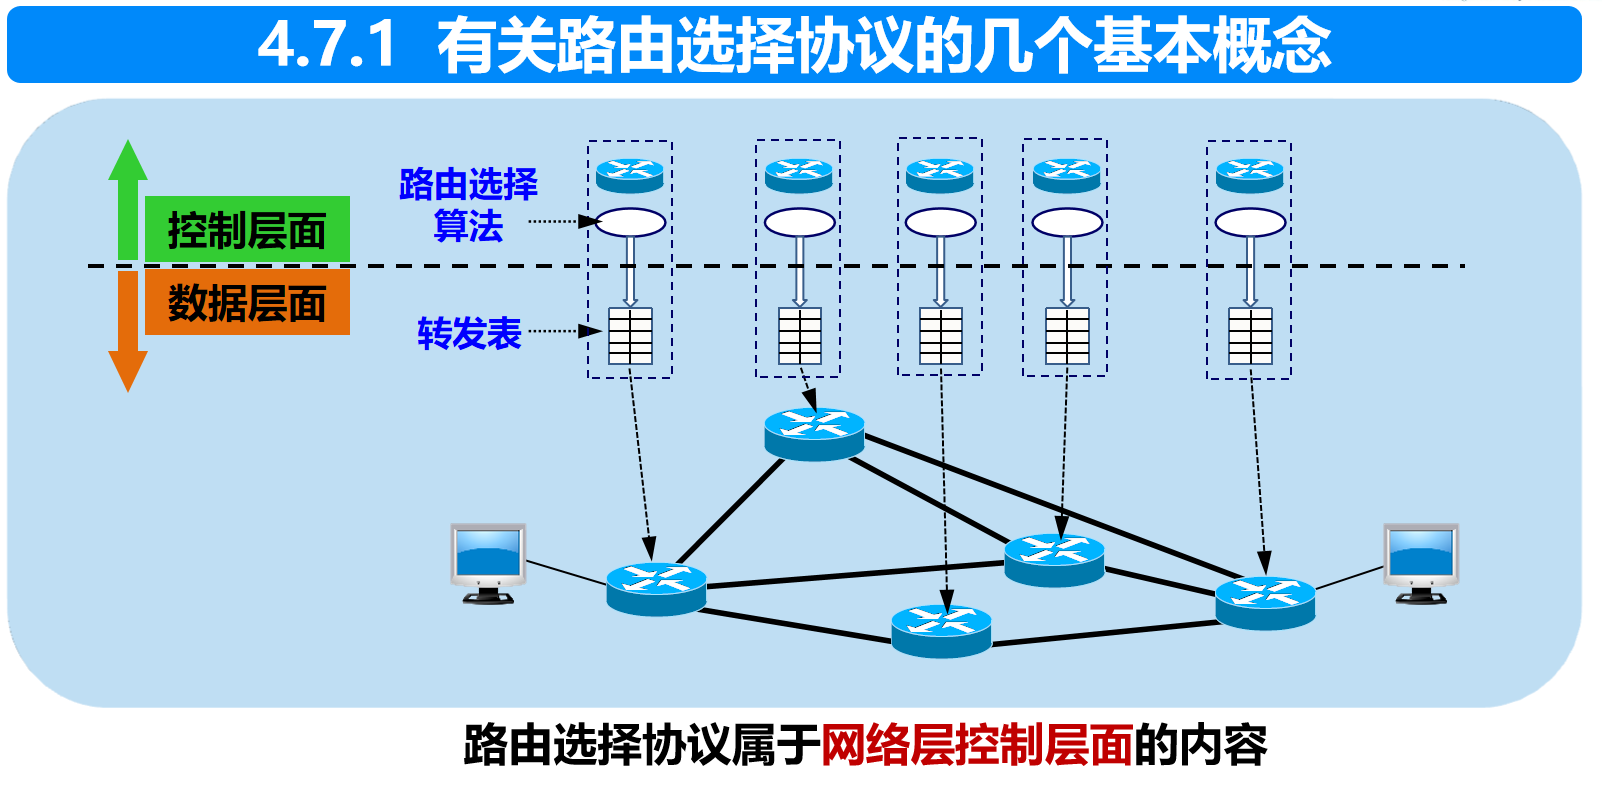 4.7.1 有关路由选择协议的几个基本概念
路由选择
算法
控制层面
数据层面
转发表
路由选择协议属于网络层控制层面的内容